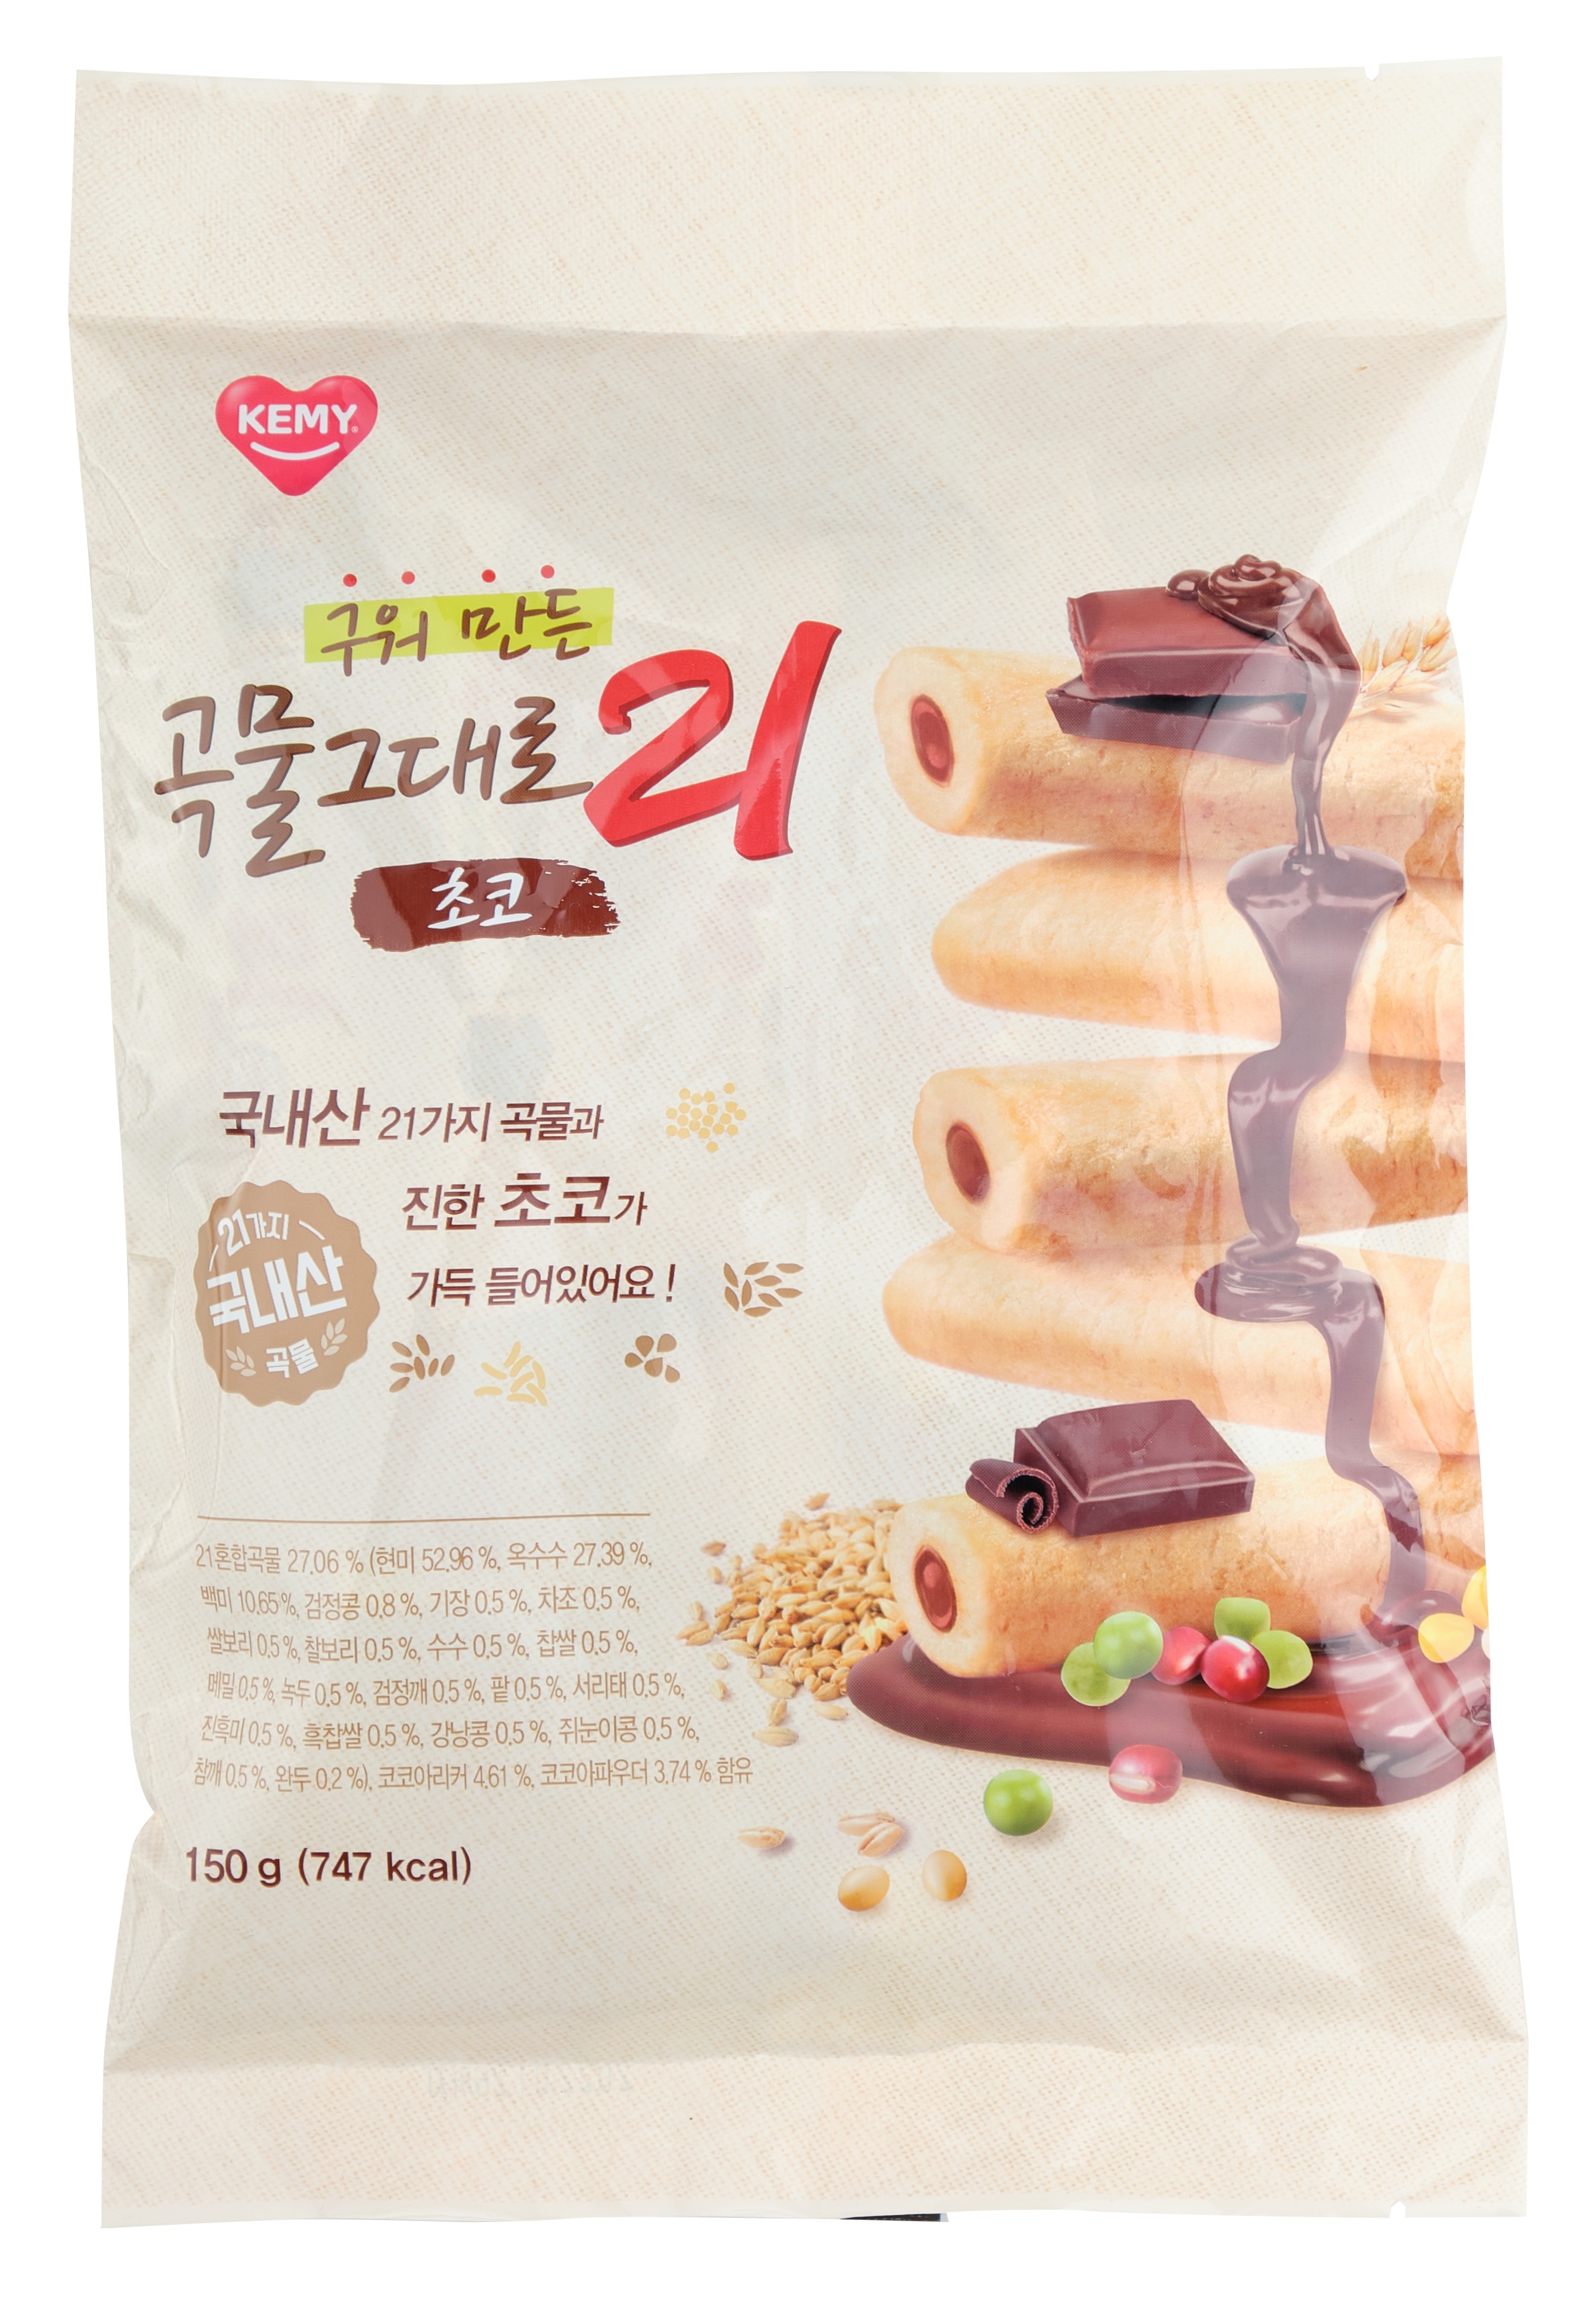 KEMY
구워 만든
곡물그대로 21
초코
국내산 21가지 곡물과
진한 초코가
가득 들어있어요 !
21가지
국내산
곡물
21혼합곡물 27.06 % (현미 52.96 %, 옥수수 27.39 %,
백미 10.65 %, 검정콩 0.8 %, 기장 0.5 %, 차조 0.5 %,
쌀보리 0.5 %, 찰보리 0.5 %, 수수 0.5 %, 찹쌀 0.5 %,
메밀 0.5 %, 녹두 0.5 %, 검정깨 0.5 %, 팥 0.5 %, 서리태 0.5 %,
진흑미 0.5 %, 흑찹쌀 0.5 %, 강낭콩 0.5 %, 쥐눈이콩 0.5 %,
참깨 0.5 %, 완두 0.2 %), 코코아리커 4.61 %, 코코아파우더 3.74 % 함유
150 g (747 kcal)